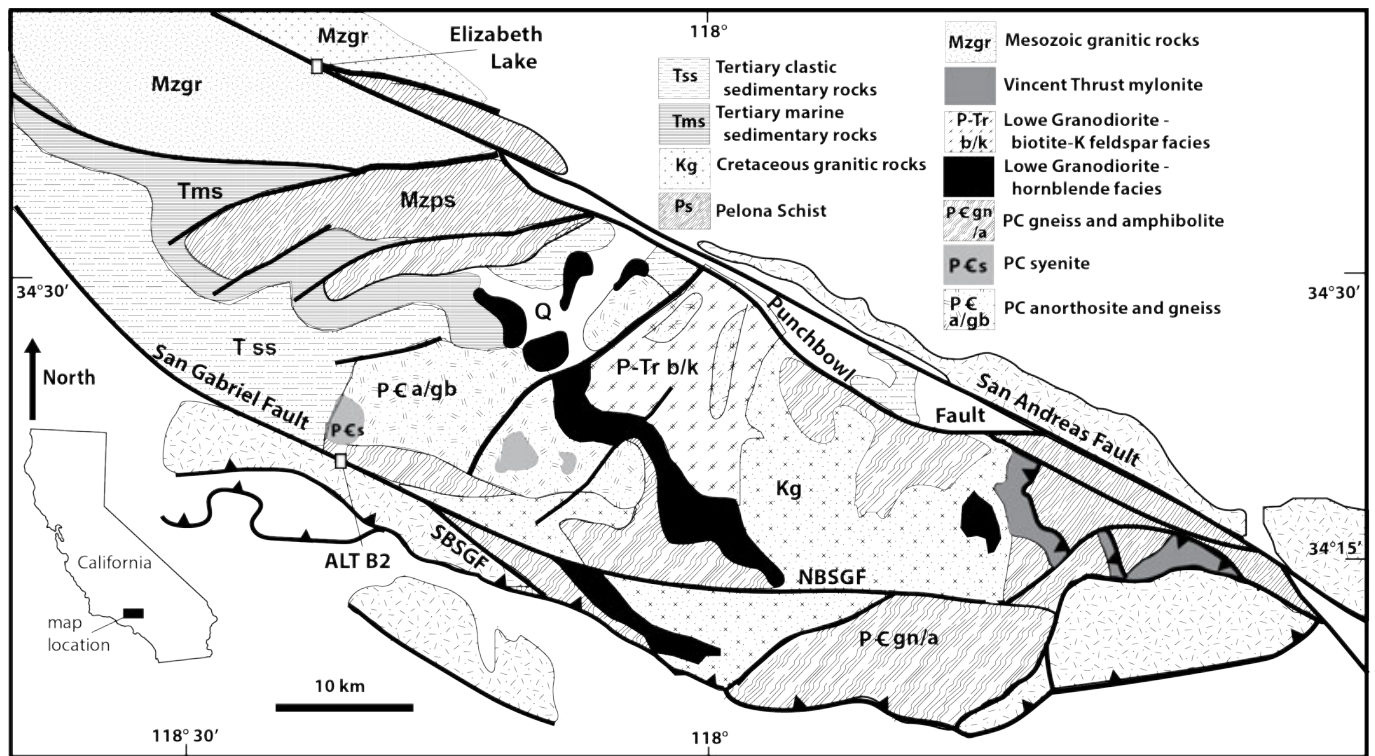 118°
Mzgr
Elizabeth
Lake
Mzgr
Tss
Tertiary clastic
sedimentary rocks
Tms
Tertiary marine
sedimentary rocks
Kg
Cretaceous granitic rocks
Ps
Pelona Schist
Mzgr
Mesozoic granitic rocks
Vincent Thrust mylonite
P-Tr
b/k
Lowe Granodiorite -
biotite-K feldspar facies
Lowe Granodiorite -
hornblende facies
P€gn
/a
PC gneiss and amphibolite
P€s
PC syenite
P€
a/gb
PC anorthosite and gneiss
Tms
Mzps
34°30′
34°30′
Q
Punchbowl
Fault
San Andreas Fault
T ss
San Gabriel Fault
North
P€a/gb
P-Tr b/k
P€s
Kg
SBSGF
NBSGF
ALT B2
34°15′
P€gn/a
California
map
location
10 km
118° 30′
118°